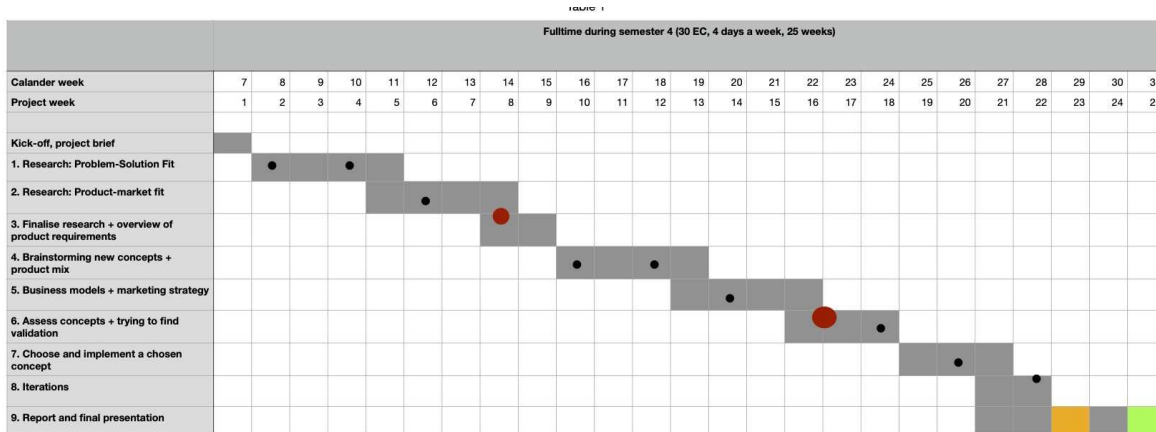 Table 1
Fulltime during semester 4 (30 EC, 4 days a week, 25 weeks)
Calander week 7 8 9 10 11 12 13 14 15 16 17 18 19 20 21 22 23 24 25 26 27 28 29 30
Project week 1 2 3 4 5 6 7 8 9 10 11 12 13 14 15 16 17 18 19 20 21 22 23 24
Kick-off, project brief
1. Research: Problem-Solution Fit
2. Research: Product-market fit
3. Finalise research + overview of
product requirements
4. Brainstorming new concepts +
product mix
5. Business models + marketing strategy
6. Assess concepts + trying to find
validation
7. Choose and implement a chosen
concept
8. Iterations
9. Report and final presentation